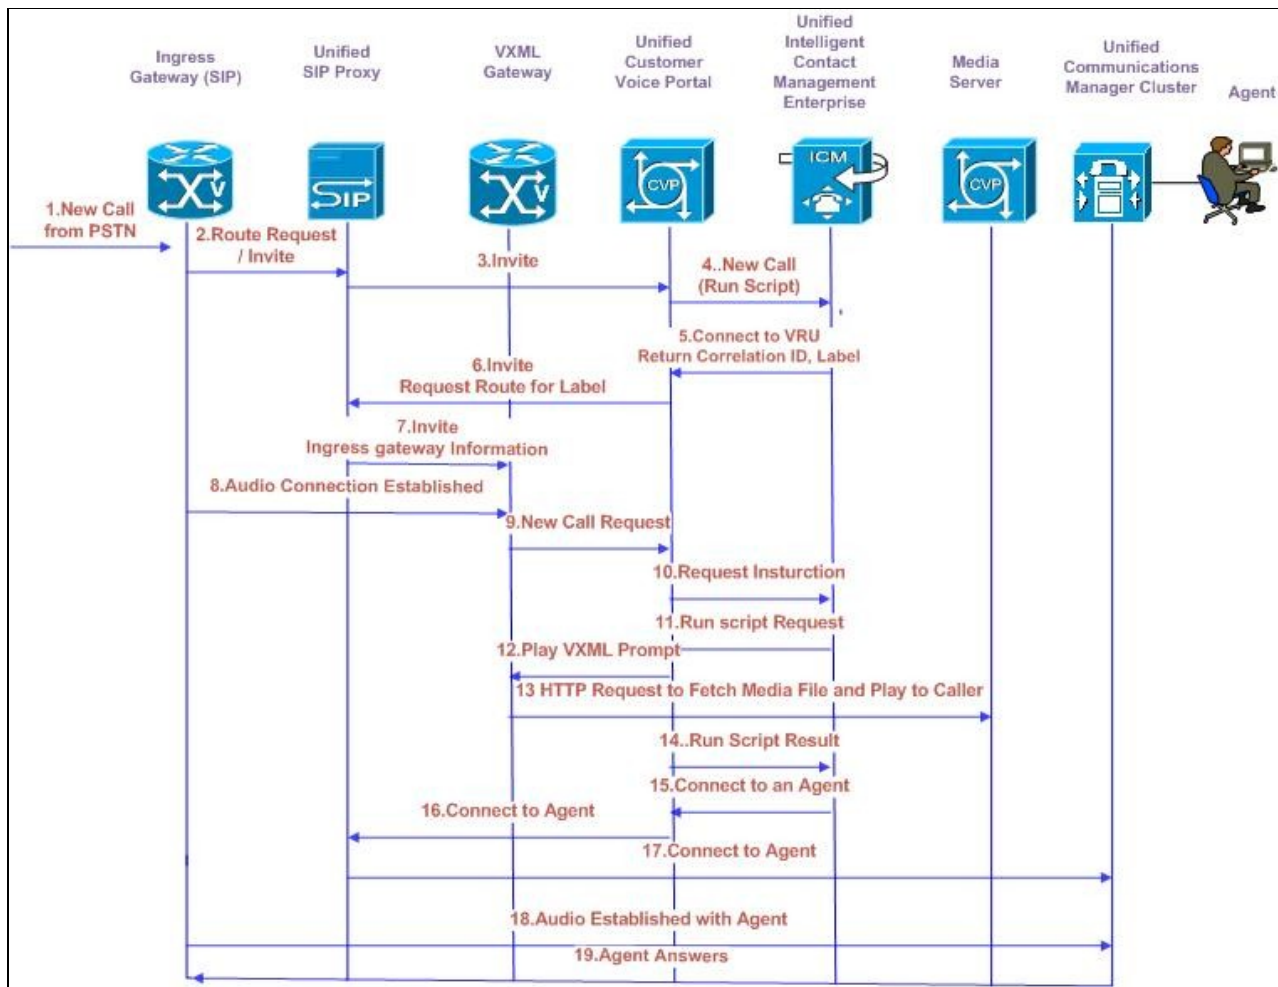 Ingress
Gateway (SIP)
Unified
SIP Proxy
VXML
Gateway
Unified
Customer
Voice Portal
Unified
Intelligent
Contact
Management
Enterprise
Media
Server
Unified
Communications
Manager Cluster
Agent
V
SIP
V
CVP
ICM
CVP
1.New Call
from PSTN
2.Route Request
/ Invite
3.Invite
4..New Call
(Run Script)
5.Connect to VRU
Return Correlation ID, Label
6.Invite
Request Route for Label
7.Invite
Ingress gateway Information
8.Audio Connection Established
9.New Call Request
10.Request Insturction
11.Run script Request
12.Play VXML Prompt
13 HTTP Request to Fetch Media File and Play to Caller
14..Run Script Result
15.Connect to an Agent
16.Connect to Agent
17.Connect to Agent
18.Audio Established with Agent
19.Agent Answers